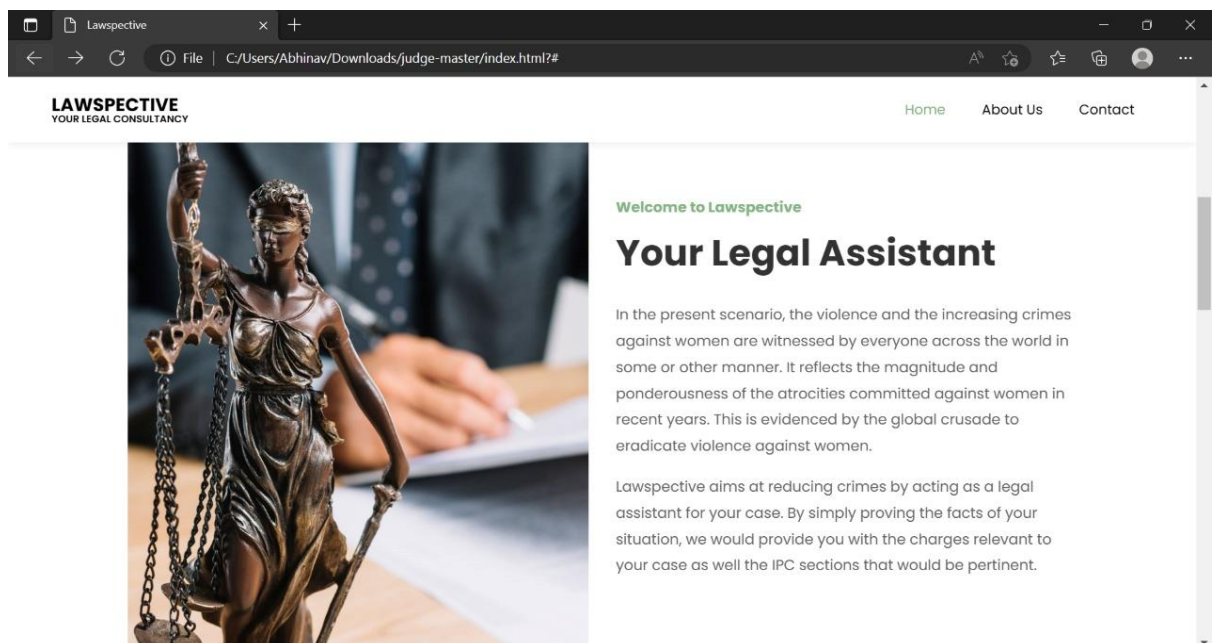 Lawspective
File | C:/Users/Abhinav/Downloads/judge-master/index.html?#
LAWSPECTIVE
YOUR LEGAL CONSULTANCY
Home About Us Contact
Welcome to Lawspective
Your Legal Assistant
In the present scenario, the violence and the increasing crimes
against women are witnessed by everyone across the world in
some or other manner. It reflects the magnitude and
ponderousness of the atrocities committed against women in
recent years. This is evidenced by the global crusade to
eradicate violence against women.
Lawspective aims at reducing crimes by acting as a legal
assistant for your case. By simply proving the facts of your
situation, we would provide you with the charges relevant to
your case as well the IPC sections that would be pertinent.